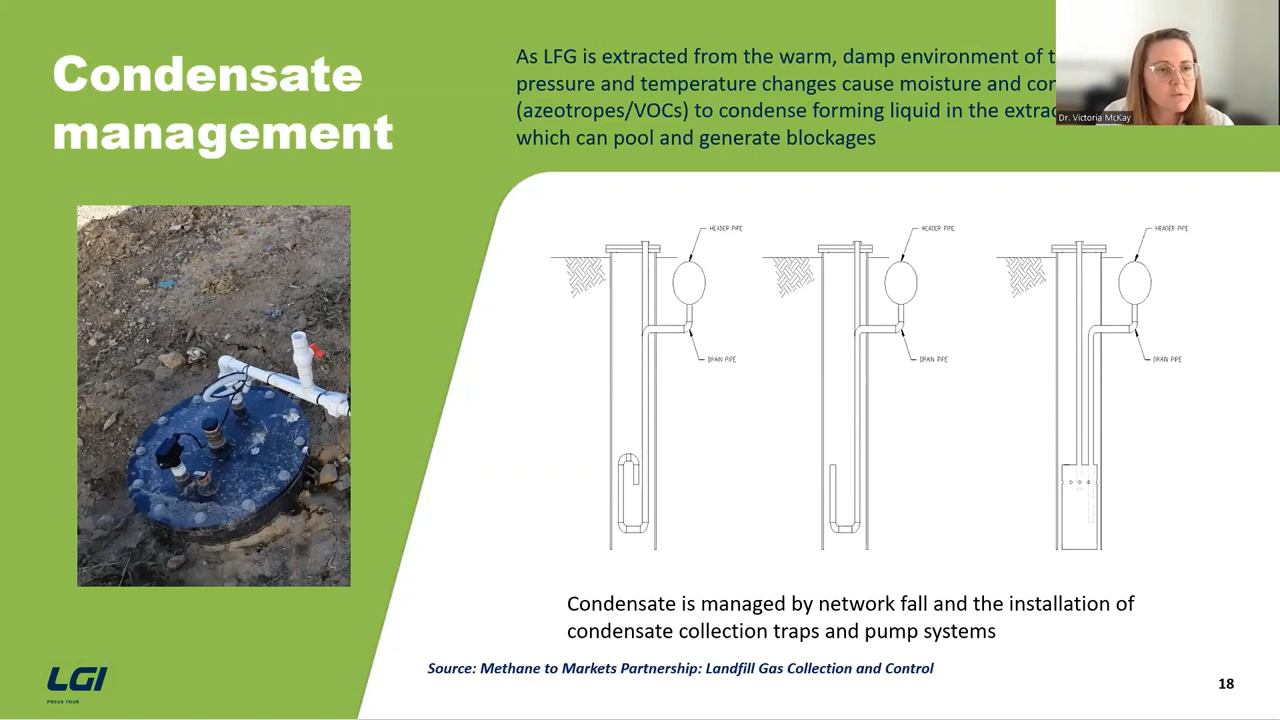 Condensate
management
As LFG is extracted from the warm, damp environment of
pressure and temperature changes cause moisture and
(azeotropes/VOCs) to condense forming liquid in the
which can pool and generate blockages
Dr. Victoria McKay
HEADER PIPE
HEADER PIPE
HEADER PIPE
DRAIN PIPE
DRAIN PIPE
DRAIN PIPE
Condensate is managed by network fall and the installation of
condensate collection traps and pump systems
Source: Methane to Markets Partnership: Landfill Gas Collection and Control
LGI
FOCUS YOUR
18